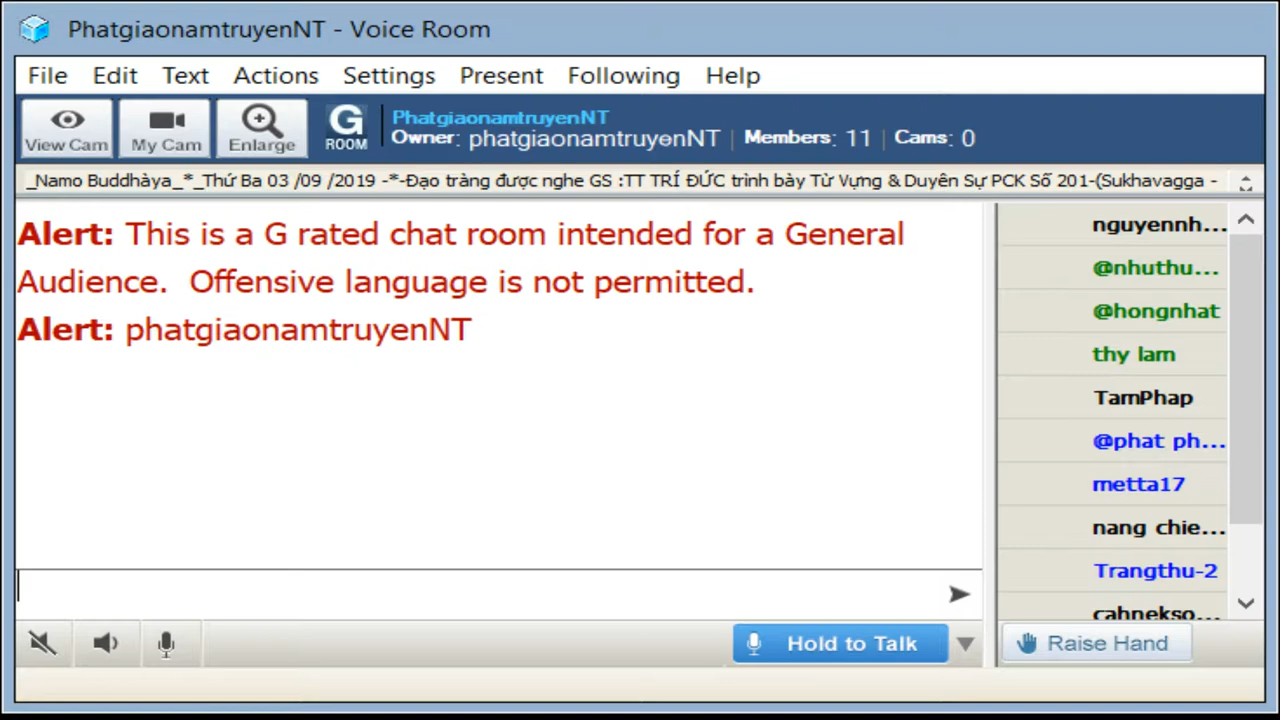 PhatgiaonamtruyenNT - Voice Room
File Edit Text Actions Settings Present Following Help
View Cam My Cam Enlarge G ROOM
PhatgiaonamtruyenNT
Owner: phatgiaonamtruyenNT | Members: 11 | Cams: 0
_Namo Buddhàya_*_Thứ Ba 03 /09 /2019 -*-Đạo tràng được nghe GS :TT TRÍ ĐỨC trình bày Từ Vựng & Duyên Sự PCK Số 201-(Sukhavagga -
Alert: This is a G rated chat room intended for a General
Audience.  Offensive language is not permitted.
Alert: phatgiaonamtruyenNT
nguyennh...
@nhuthu...
@hongnhat
thy lam
TamPhap
@phat ph...
metta17
nang chie...
Trangthu-2
cahnekso...
Hold to Talk
Raise Hand